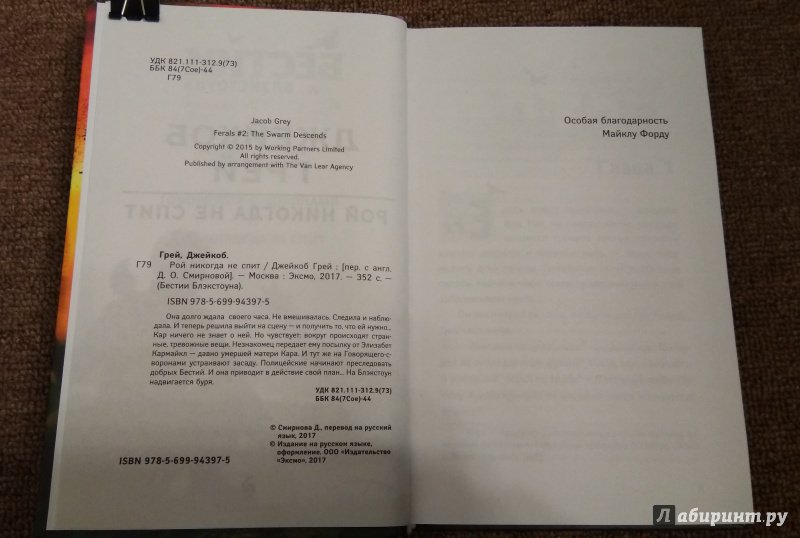 УДК 821.111-312.9(73)
ББК 84(7Сое)-44
Г79
Jacob Grey
Ferals #2: The Swarm Descends
Copyright © 2015 by Working Partners Limited
All rights reserved.
Published by arrangement with The Van Lear Agency
Грей, Джейкоб.
Г79 Рой никогда не спит / Джейкоб Грей ; [пер. с англ.
Д. О. Смирновой]. — Москва : Эксмо, 2017. — 352 с. —
(Бестии Блэкстоуна).
ISBN 978-5-699-94397-5
Она долго ждала своего часа. Не вмешивалась. Следила и наблю-
дала. И теперь решила выйти на сцену — и получить то, что ей нужно...
Кар ничего не знает о ней. Но чувствует: вокруг происходят стран-
ные, тревожные вещи. Незнакомец передает ему посылку от Элизабет
Кармайкл — давно умершей матери Кара. И тут же на Говорящего-с-
воронами устраивают засаду. Полицейские начинают преследовать
добрых Бестий. И она приводит в действие свой план... На Блэкстоун
надвигается буря.
УДК 821.111-312.9(73)
ББК 84(7Сое)-44
© Смирнова Д., перевод на русский
язык, 2017
© Издание на русском языке,
оформление. ООО «Издательство
«Эксмо», 2017
ISBN 978-5-699-94397-5
Особая благодарность
Майклу Форду
Лабиринт.ру